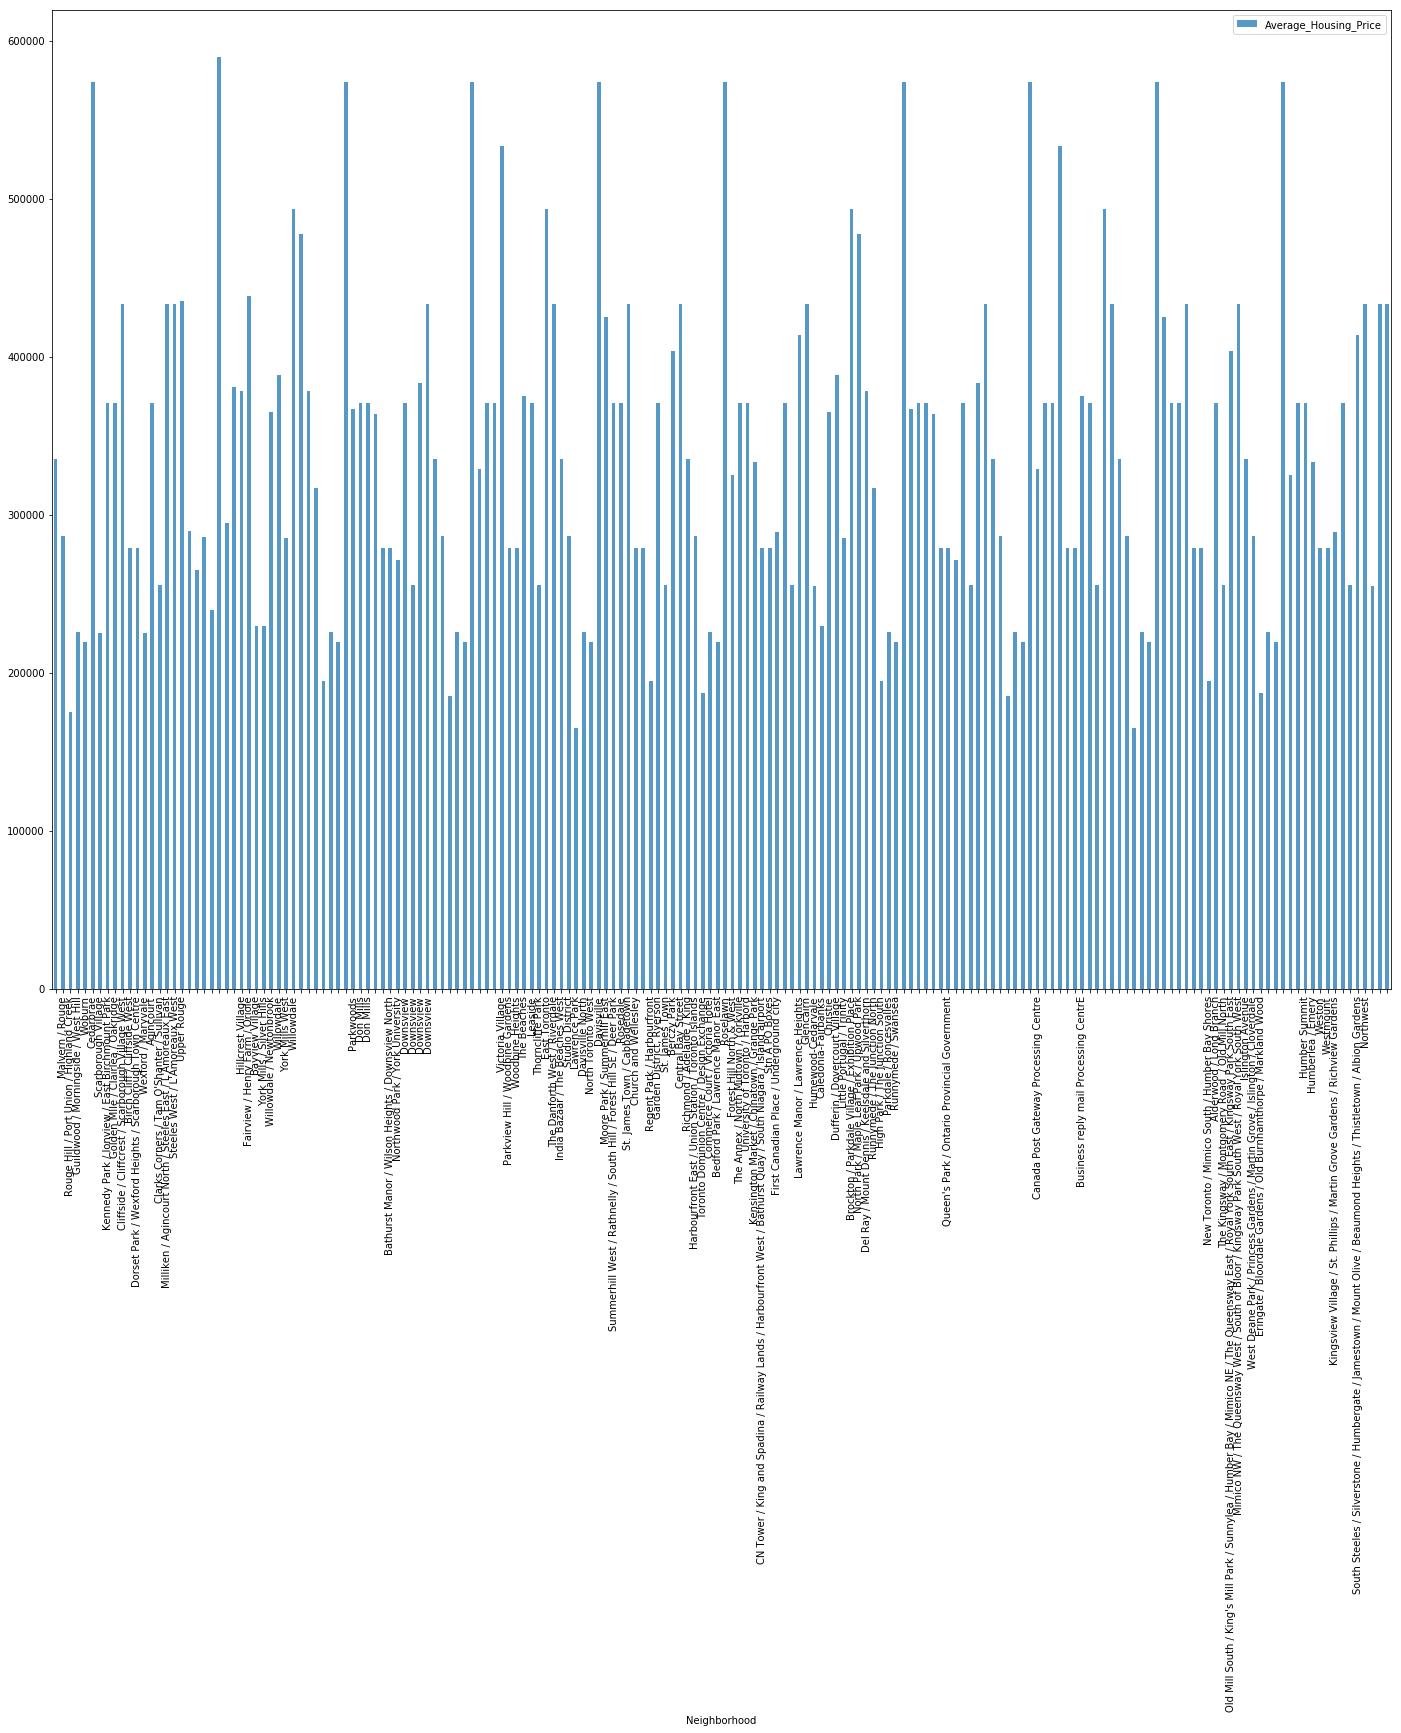 Average_Housing_Price
600000
500000
400000
300000
200000
100000
0
Malvern / Rouge
Rouge Hill / Port Union / Highland Creek
Guildwood / Morningside / West Hill
Woburn
Cedarbrae
Scarborough Village
Kennedy Park / Ionview / East Birchmount Park
Golden Mile / Clairlea / Oakridge
Cliffside / Cliffcrest / Scarborough Village West
Birch Cliff / Cliffside West
Dorset Park / Wexford Heights / Scarborough Town Centre
Wexford / Maryvale
Agincourt
Clarks Corners / Tam O'Shanter / Sullivan
Milliken / Agincourt North / Steeles East / L'Amoreaux East
Steeles West / L'Amoreaux West
Upper Rouge
Hillcrest Village
Fairview / Henry Farm / Oriole
Bayview Village
York Mills / Silver Hills
Willowdale / Newtonbrook
Willowdale
York Mills West
Willowdale
Parkwoods
Don Mills
Don Mills
Bathurst Manor / Wilson Heights / Downsview North
Northwood Park / York University
Downsview
Downsview
Downsview
Downsview
Victoria Village
Parkview Hill / Woodbine Gardens
Woodbine Heights
The Beaches
Leaside
Thorncliffe Park
East Toronto
The Danforth West / Riverdale
India Bazaar / The Beaches West
Studio District
Lawrence Park
Davisville North
North Toronto West
Davisville
Moore Park / Summerhill East
Summerhill West / Rathnelly / South Hill / Forest Hill SE / Deer Park
Rosedale
St. James Town / Cabbagetown
Church and Wellesley
Regent Park / Harbourfront
Garden District, Ryerson
St. James Town
Berczy Park
Central Bay Street
Richmond / Adelaide / King
Harbourfront East / Union Station / Toronto Islands
Toronto Dominion Centre / Design Exchange
Commerce Court / Victoria Hotel
Bedford Park / Lawrence Manor East
Roselawn
Forest Hill North & West
The Annex / North Midtown / Yorkville
University of Toronto / Harbord
Kensington Market / Chinatown / Grange Park
CN Tower / King and Spadina / Railway Lands / Harbourfront West / Bathurst Quay / South Niagara / Island airport
Stn A PO Boxes
First Canadian Place / Underground city
Lawrence Manor / Lawrence Heights
Glencairn
Humewood-Cedarvale
Caledonia-Fairbanks
Christie
Dufferin / Dovercourt Village
Little Portugal / Trinity
Brockton / Parkdale Village / Exhibition Place
North Park / Maple Leaf Park / Upwood Park
Del Ray / Mount Dennis / Keelsdale and Silverthorn
Runnymede / The Junction North
High Park / The Junction South
Parkdale / Roncesvalles
Runnymede / Swansea
Queen's Park / Ontario Provincial Government
Canada Post Gateway Processing Centre
Business reply mail Processing CentrE
New Toronto / Mimico South / Humber Bay Shores
Alderwood / Long Branch
The Kingsway / Montgomery Road / Old Mill North
Old Mill South / King's Mill Park / Sunnylea / Humber Bay / Mimico NE / The Queensway East / Royal York South East / Kingsway Park South East
Mimico NW / The Queensway West / South of Bloor / Kingsway Park South West / Royal York South West
Islington Avenue
West Deane Park / Princess Gardens / Martin Grove / Islington / Cloverdale
Eringate / Bloordale Gardens / Old Burnhamthorpe / Markland Wood
Humber Summit
Humberlea / Emery
Weston
Westmount
Kingsview Village / St. Phillips / Martin Grove Gardens / Richview Gardens
South Steeles / Silverstone / Humbergate / Jamestown / Mount Olive / Beaumond Heights / Thistletown / Albion Gardens
Northwest
Neighborhood